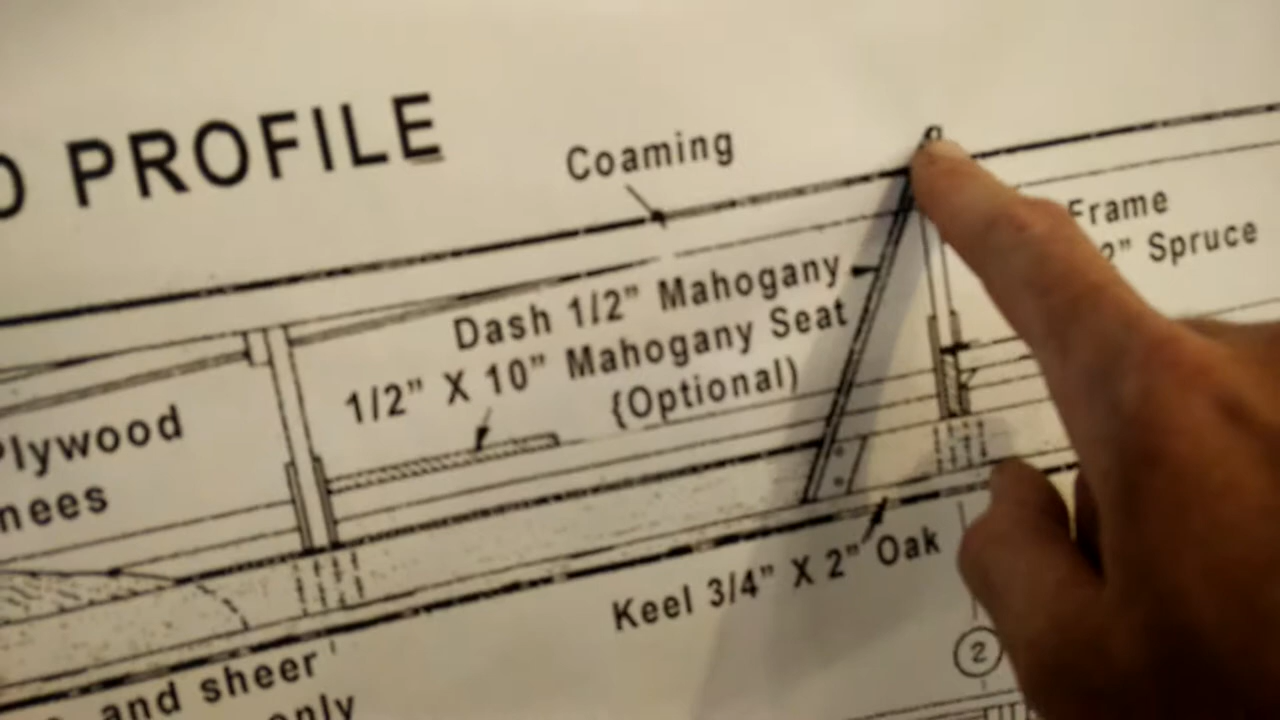 PROFILE
Coaming
Frame
2" Spruce
Dash 1/2" Mahogany
1/2" X 10" Mahogany Seat
{Optional)
Plywood
nees
Keel 3/4" X 2" Oak
2
and sheer
only